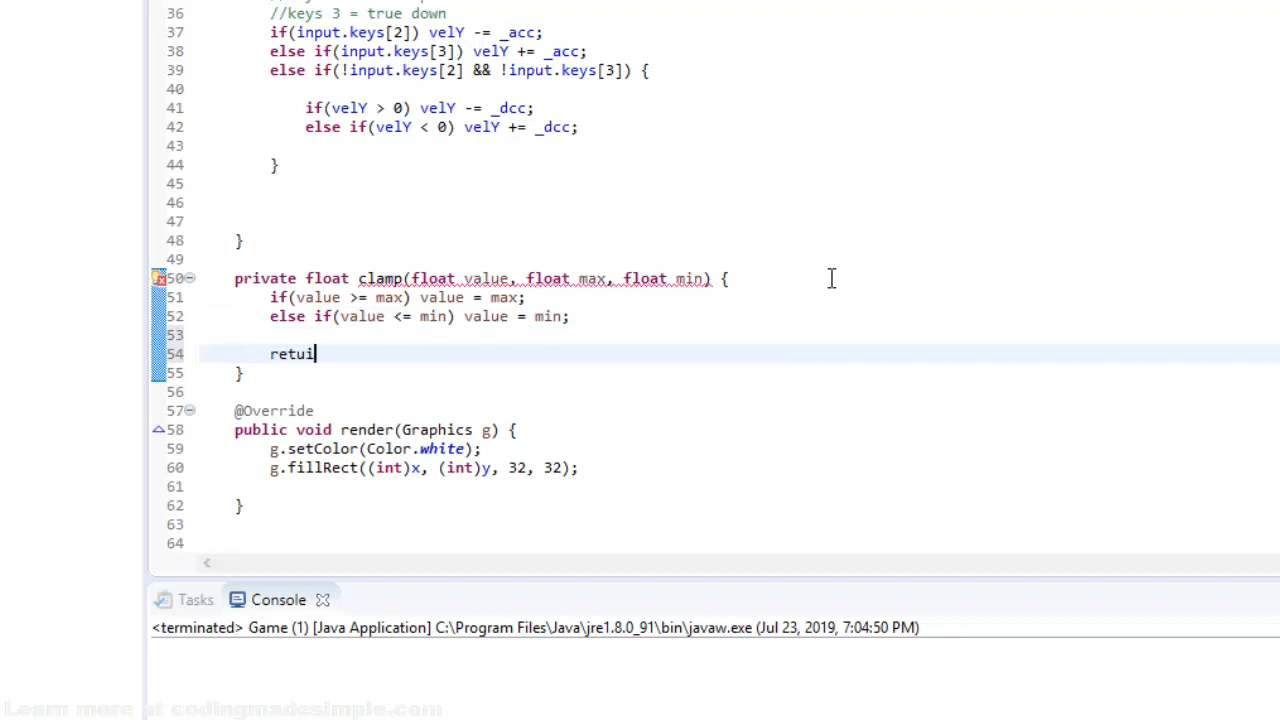 36 //keys 3 = true down
37 if(input.keys[2]) velY -= _acc;
38 else if(input.keys[3]) velY += _acc;
39 else if(!input.keys[2] && !input.keys[3]) {
40
41 if(velY > 0) velY -= _dcc;
42 else if(velY < 0) velY += _dcc;
43
44 }
45
46
47
48 }
49
50 private float clamp(float value, float max, float min) {
51 if(value >= max) value = max;
52 else if(value <= min) value = min;
53
54 retui
55 }
56
57 @Override
58 public void render(Graphics g) {
59 g.setColor(Color.white);
60 g.fillRect((int)x, (int)y, 32, 32);
61
62 }
63
64
Tasks Console
<terminated> Game (1) [Java Application] C:\Program Files\Java\jre1.8.0_91\bin\javaw.exe (Jul 23, 2019, 7:04:50 PM)
Learn more at codingmadesimple.com